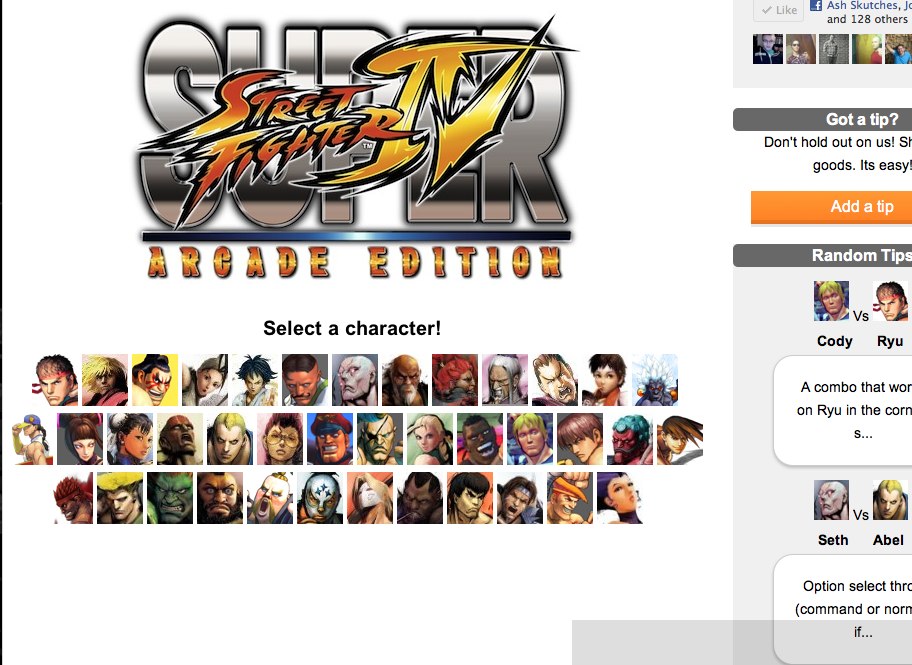 SUPER
STREET
FIGHTER IV
TM
ARCADE EDITION
Select a character!
Like
Ash Skutches, Jo
and 128 others
Got a tip?
Don't hold out on us! Sh
goods. Its easy!
Add a tip
Random Tips
Vs
Cody Ryu
A combo that wor
on Ryu in the corn
s...
Vs
Seth Abel
Option select thro
(command or norm
if...